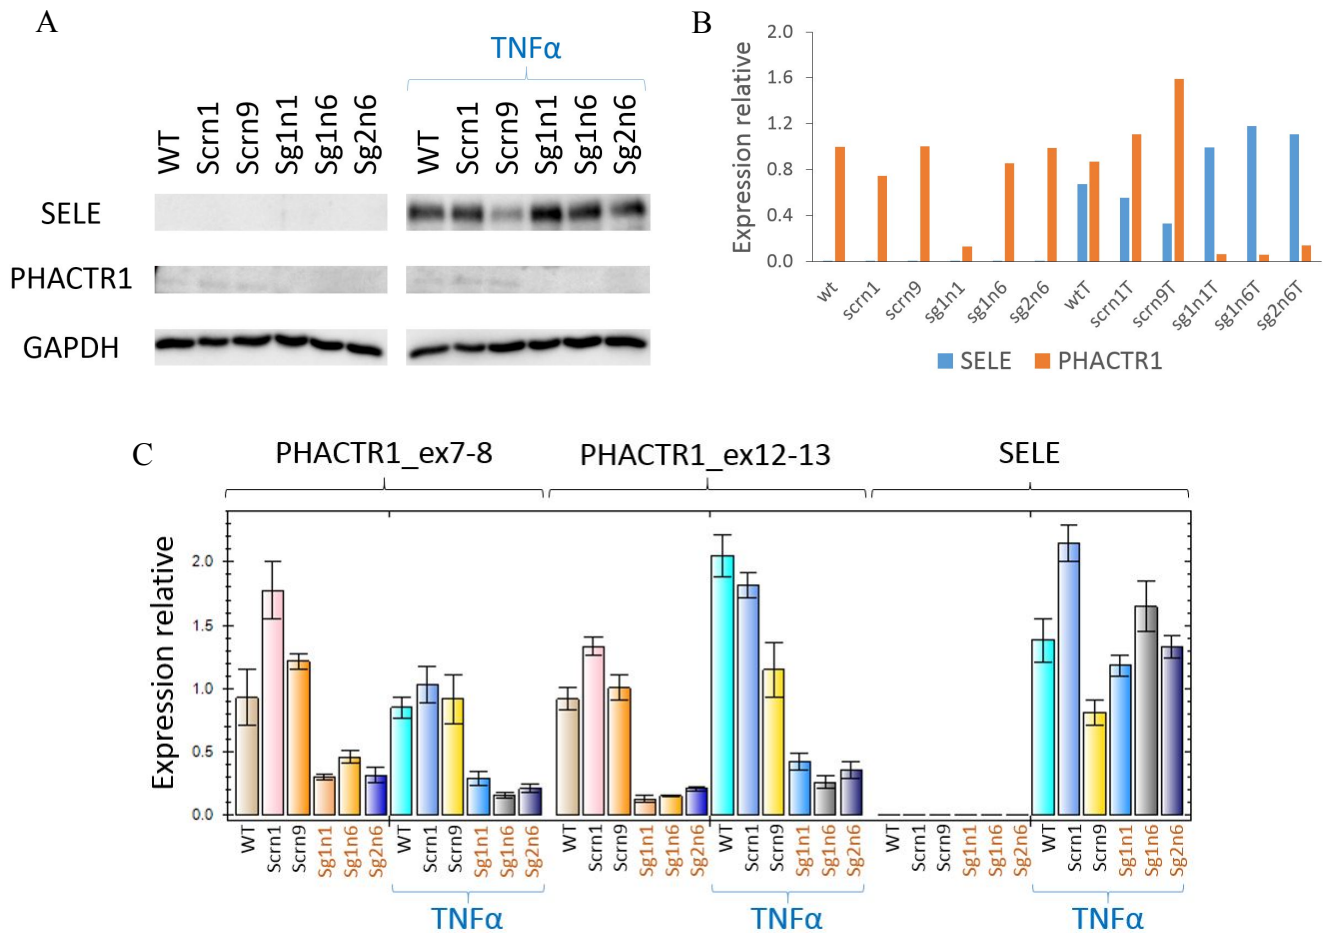 A
TNFα
WT Scrn1 Scrn9 Sg1n1 Sg1n6 Sg2n6
WT Scrn1 Scrn9 Sg1n1 Sg1n6 Sg2n6
SELE
PHACTR1
GAPDH
B
Expression relative
2.0
1.6
1.2
0.8
0.4
0.0
wt scrn1 scrn9 sg1n1 sg1n6 sg2n6 wtT scrn1T scrn9T sg1n1T sg1n6T sg2n6T
SELE PHACTR1
C
PHACTR1_ex7-8 PHACTR1_ex12-13 SELE
Expression relative
2.0
1.5
1.0
0.5
0.0
WT Scrn1 Scrn9 Sg1n1 Sg1n6 Sg2n6 WT Scrn1 Scrn9 Sg1n1 Sg1n6 Sg2n6 WT Scrn1 Scrn9 Sg1n1 Sg1n6 Sg2n6 WT Scrn1 Scrn9 Sg1n1 Sg1n6 Sg2n6 WT Scrn1 Scrn9 Sg1n1 Sg1n6 Sg2n6 WT Scrn1 Scrn9 Sg1n1 Sg1n6 Sg2n6
TNFα TNFα TNFα